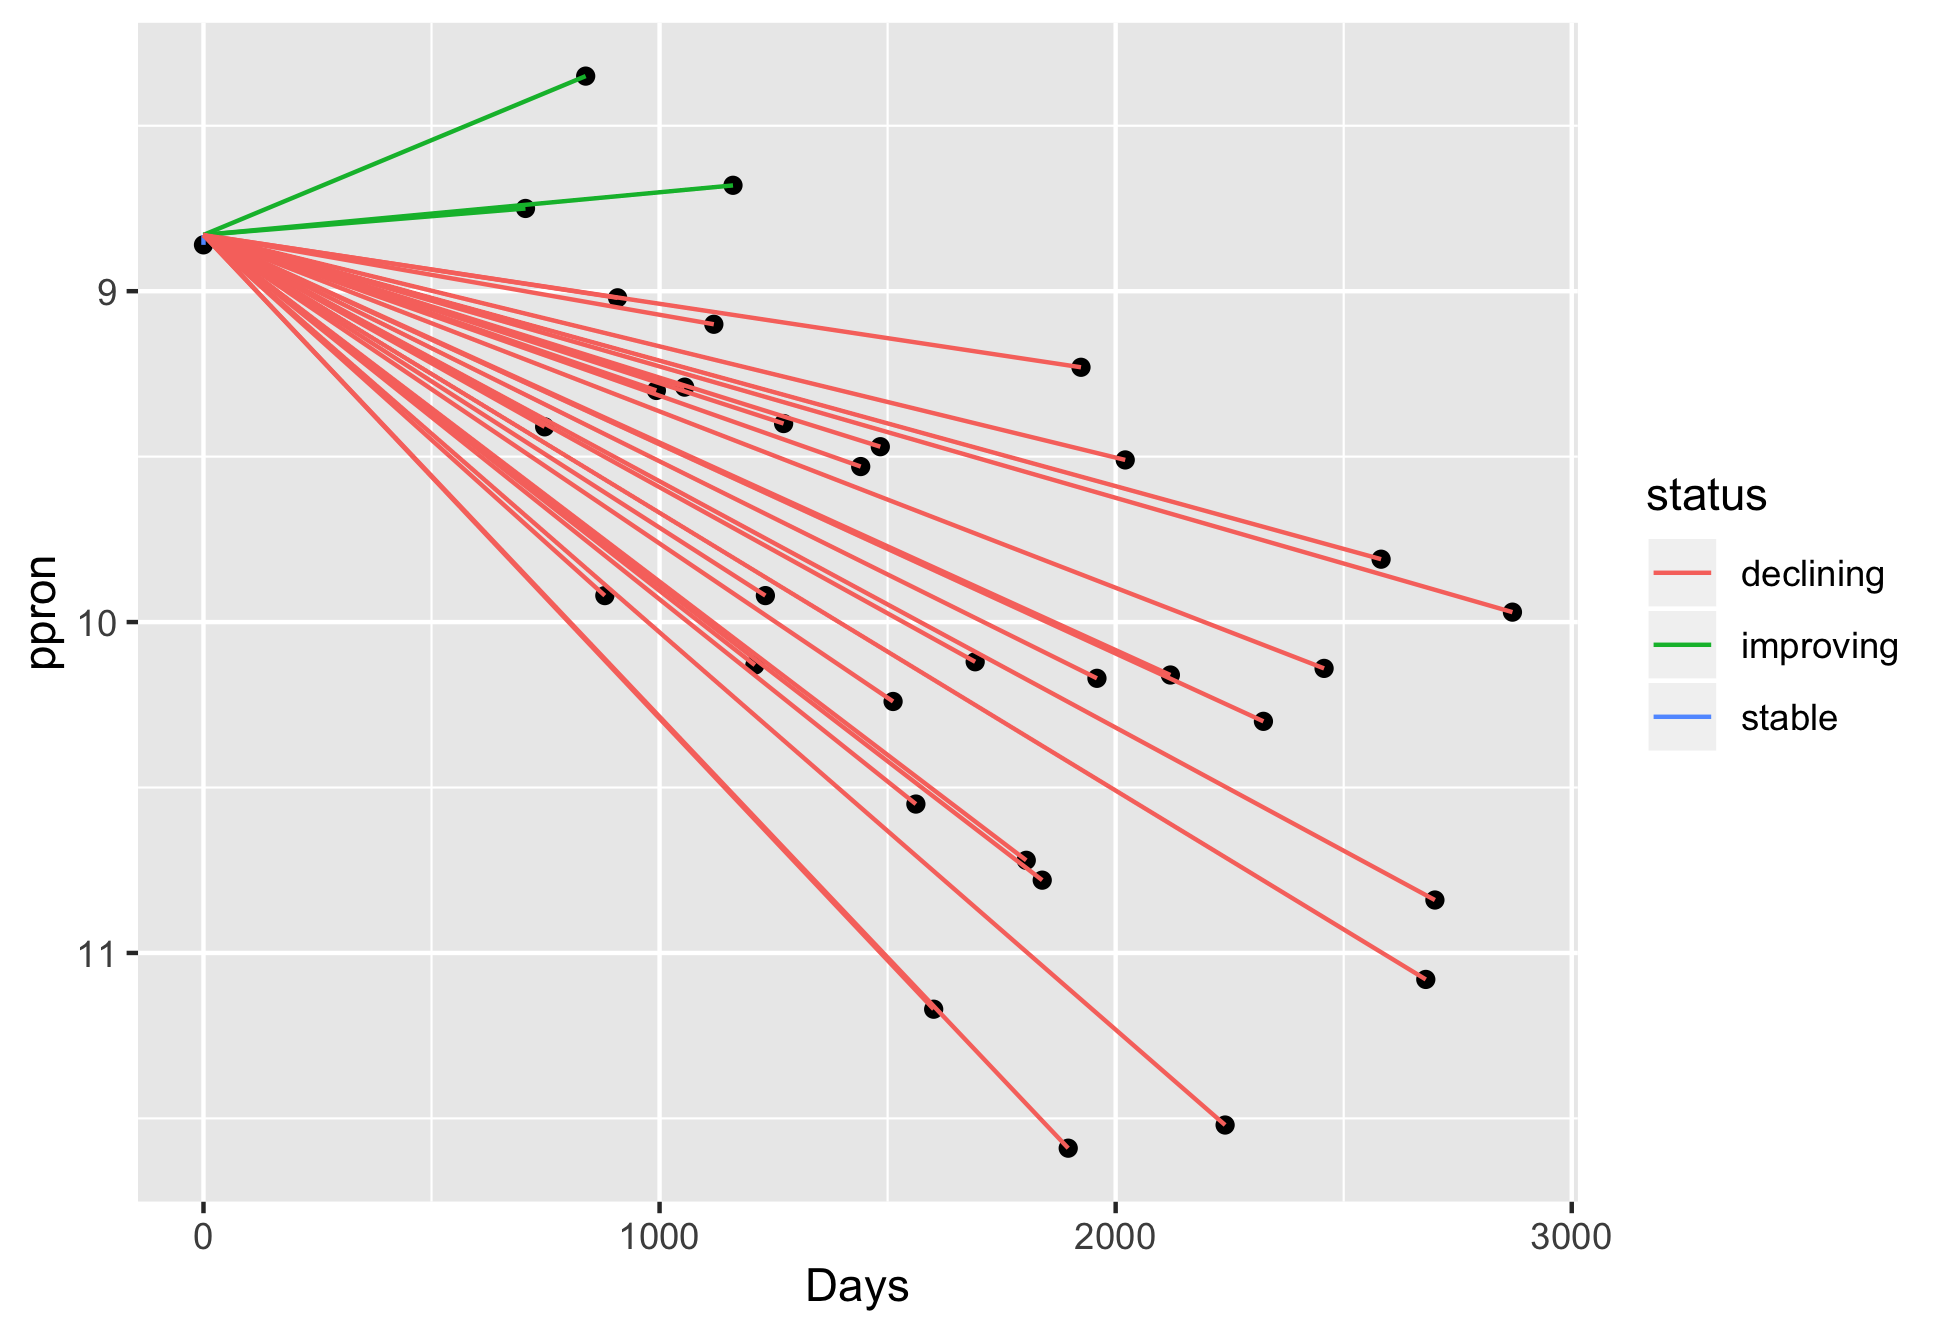 9
10
11
ppron
0 1000 2000 3000
Days
status
declining
improving
stable